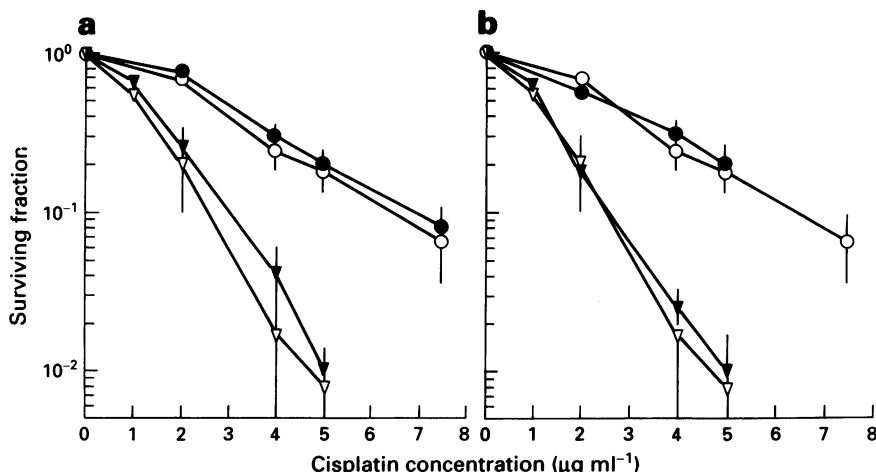 a b
Surviving fraction
10⁰
10⁻¹
10⁻²
0 1 2 3 4 5 6 7 8
0 1 2 3 4 5 6 7 8
Cisplatin concentration (μg ml⁻¹)